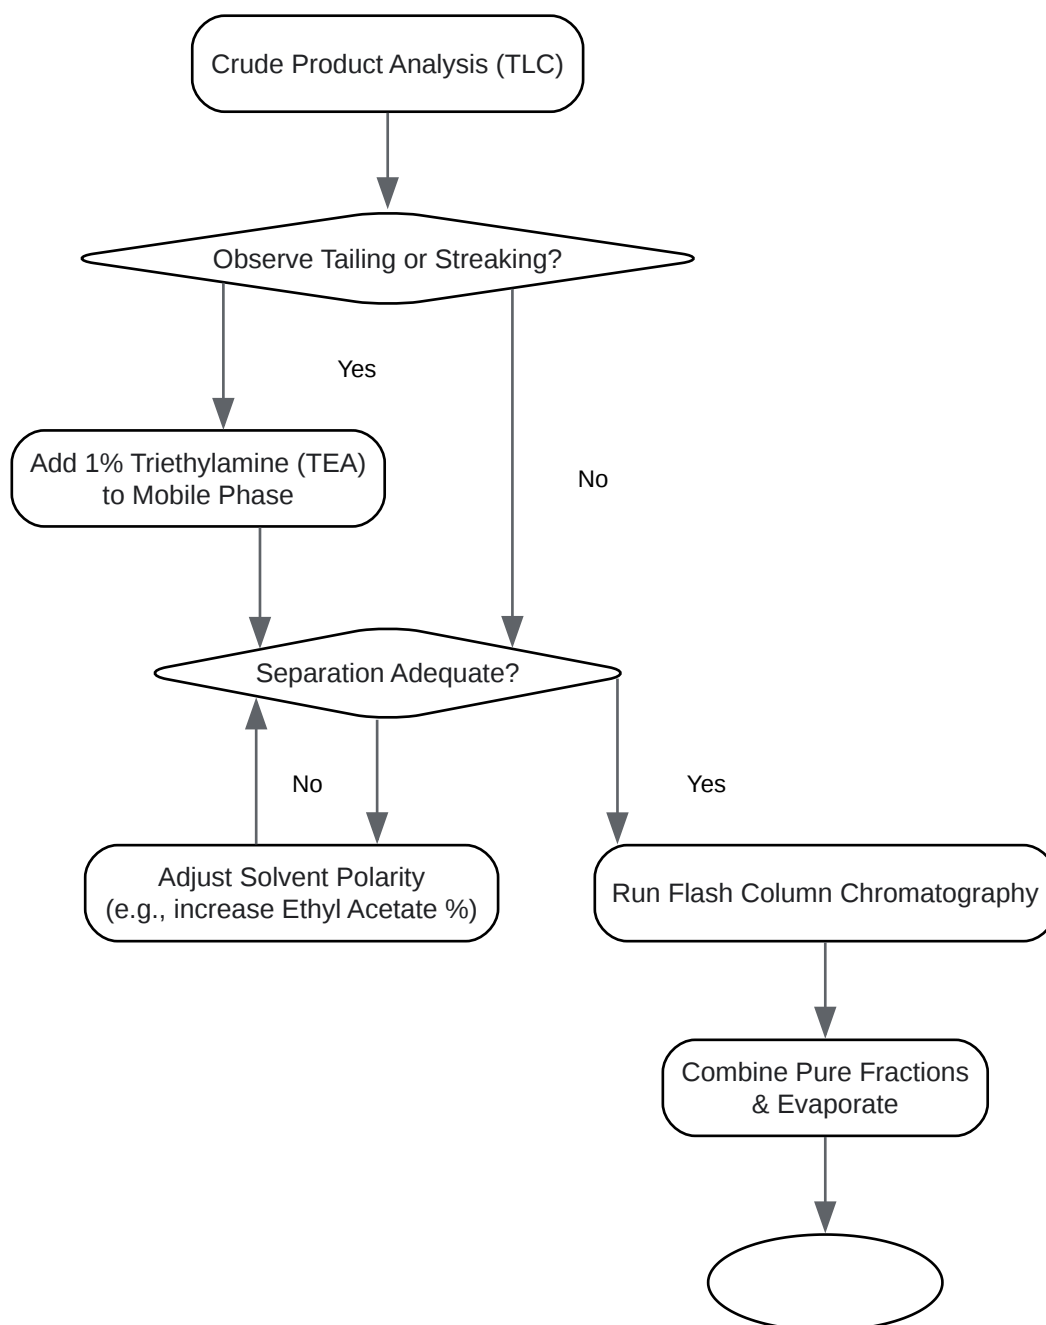 Crude Product Analysis (TLC)
Observe Tailing or Streaking?
Yes
Add 1% Triethylamine (TEA)
to Mobile Phase
No
Separation Adequate?
No
Yes
Adjust Solvent Polarity
(e.g., increase Ethyl Acetate %)
Run Flash Column Chromatography
Combine Pure Fractions
& Evaporate